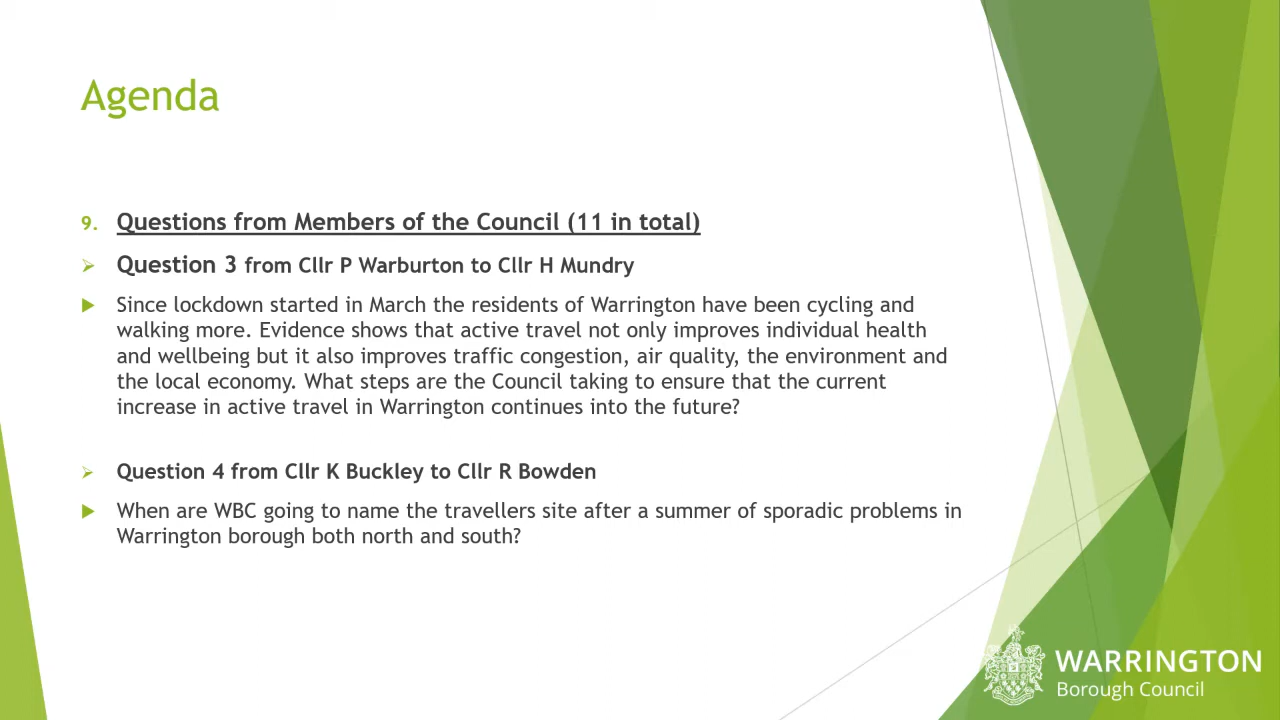 Agenda
9. Questions from Members of the Council (11 in total)
Question 3 from Cllr P Warburton to Cllr H Mundry
Since lockdown started in March the residents of Warrington have been cycling and
walking more. Evidence shows that active travel not only improves individual health
and wellbeing but it also improves traffic congestion, air quality, the environment and
the local economy. What steps are the Council taking to ensure that the current
increase in active travel in Warrington continues into the future?
Question 4 from Cllr K Buckley to Cllr R Bowden
When are WBC going to name the travellers site after a summer of sporadic problems in
Warrington borough both north and south?
WARRINGTON
Borough Council